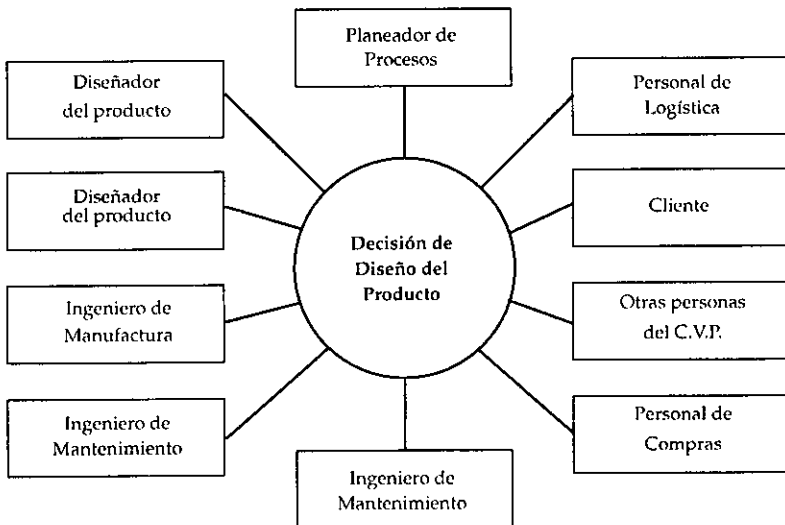 Planeador de
Procesos
Diseñador
del producto
Personal de
Logística
Diseñador
del producto
Cliente
Decisión de
Diseño del
Producto
Ingeniero de
Manufactura
Otras personas
del C.V.P.
Ingeniero de
Mantenimiento
Personal de
Compras
Ingeniero de
Mantenimiento